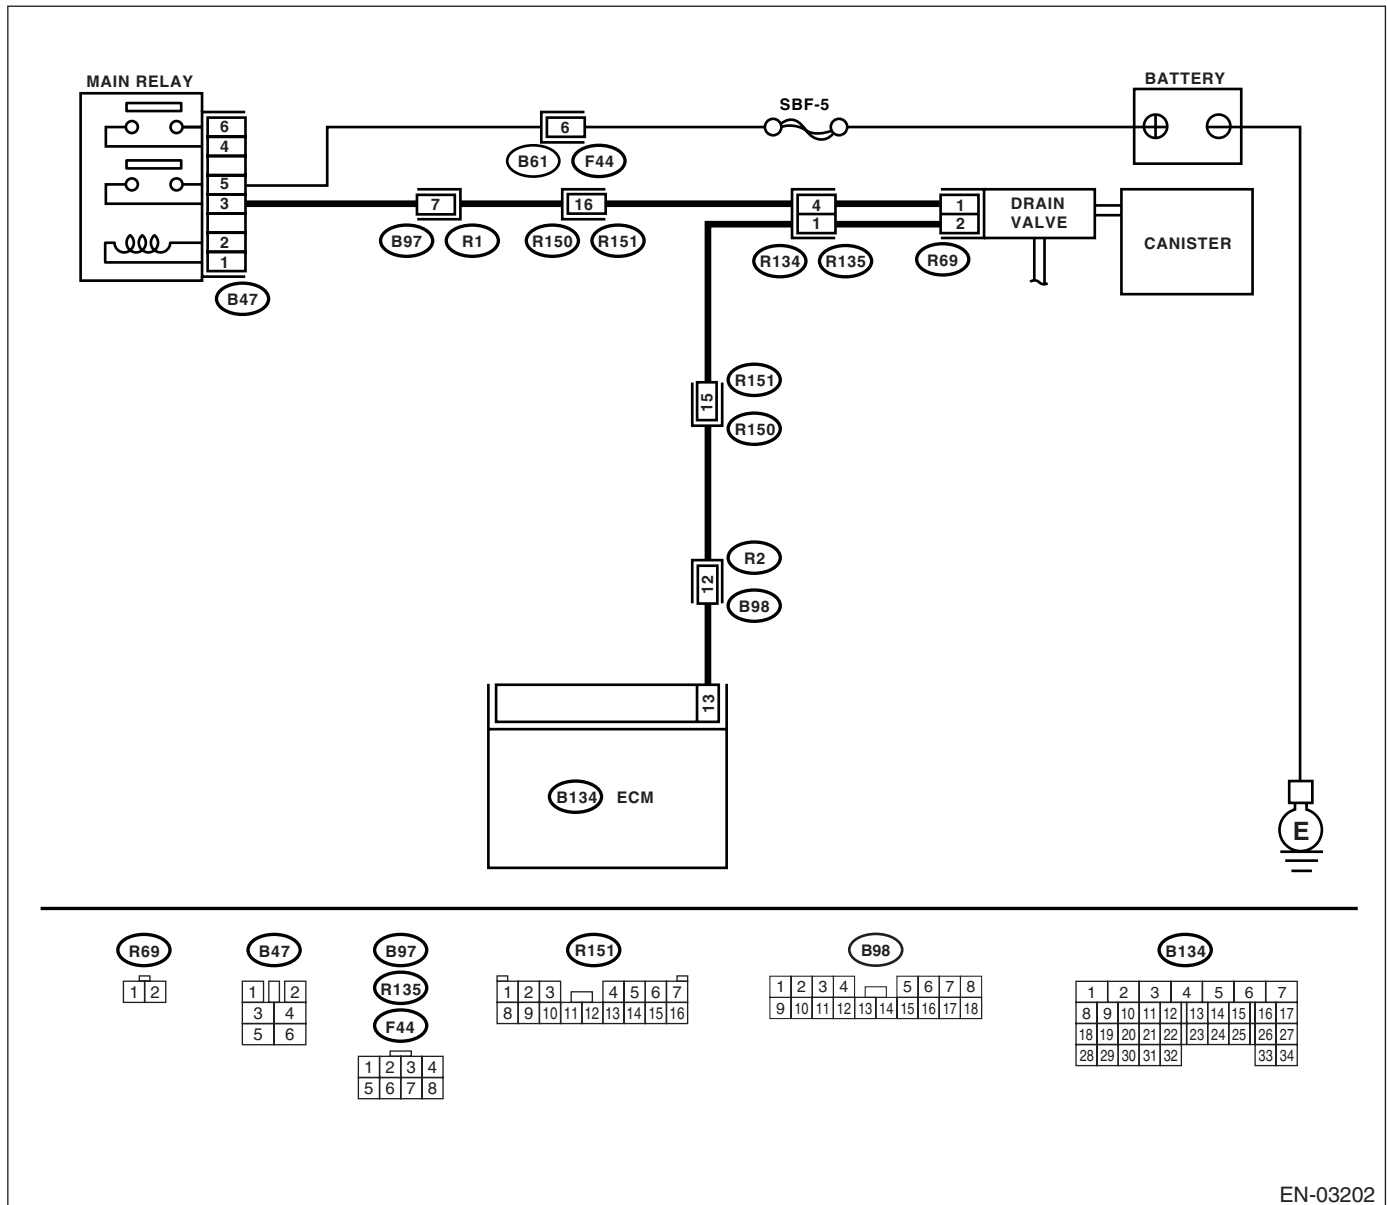 MAIN RELAY
BATTERY
SBF-5
6
4
5
3
2
1
B47
6
B61 F44
7
B97 R1
16
R150 R151
4
1
R134 R135
1
2
R69
DRAIN
VALVE
CANISTER
15
R151
R150
12
R2
B98
13
B134 ECM
E
R69
1 2
B47
1 2
3 4
5 6
B97
R135
F44
1 2 3 4
5 6 7 8
R151
1 2 3 4 5 6 7
8 9 10 11 12 13 14 15 16
B98
1 2 3 4 5 6 7 8
9 10 11 12 13 14 15 16 17 18
B134
1 2 3 4 5 6 7
8 9 10 11 12 13 14 15 16 17
18 19 20 21 22 23 24 25 26 27
28 29 30 31 32 33 34
EN-03202